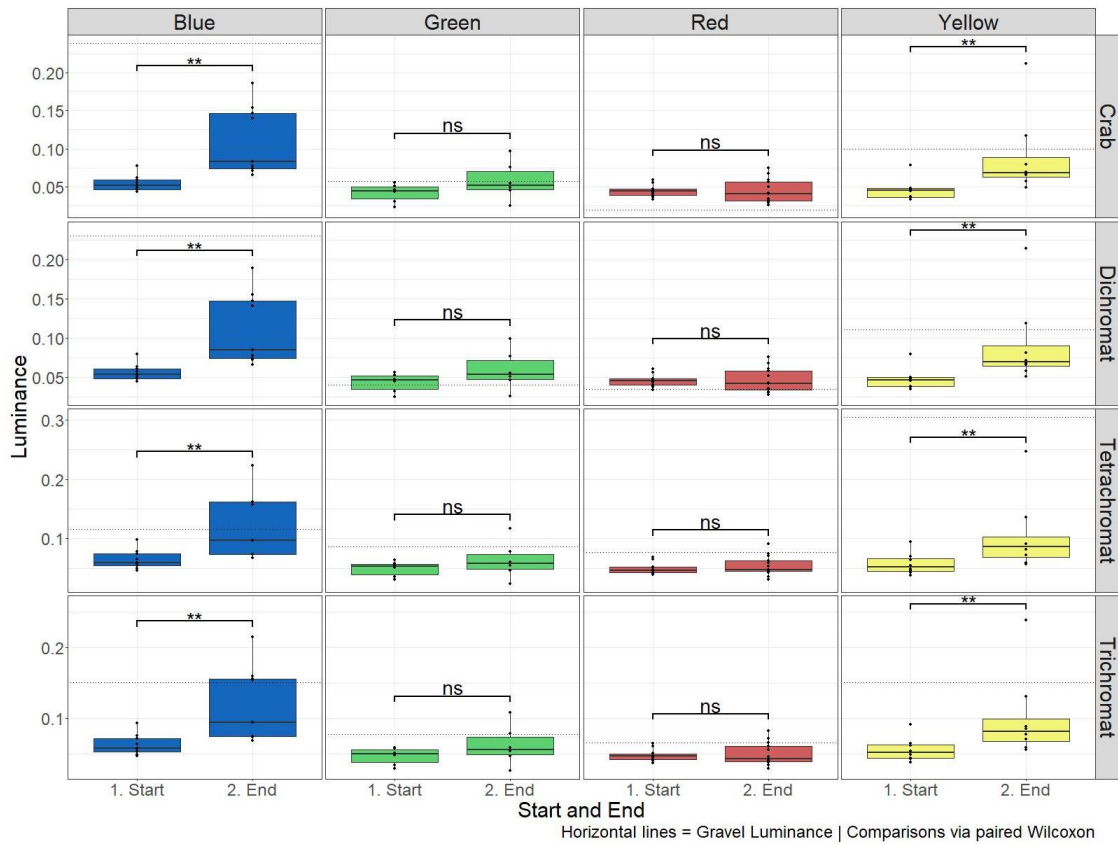 Blue Green Red Yellow
0.20
0.15
0.10
0.05
** ns ns **
Crab
0.20
0.15
0.10
0.05
** ns ns **
Dichromat
Luminance
0.3
0.2
0.1
** ns ns **
Tetrachromat
0.2
0.1
** ns ns **
Trichromat
1. Start 2. End 1. Start 2. End 1. Start 2. End 1. Start 2. End
Start and End
Horizontal lines = Gravel Luminance | Comparisons via paired Wilcoxon